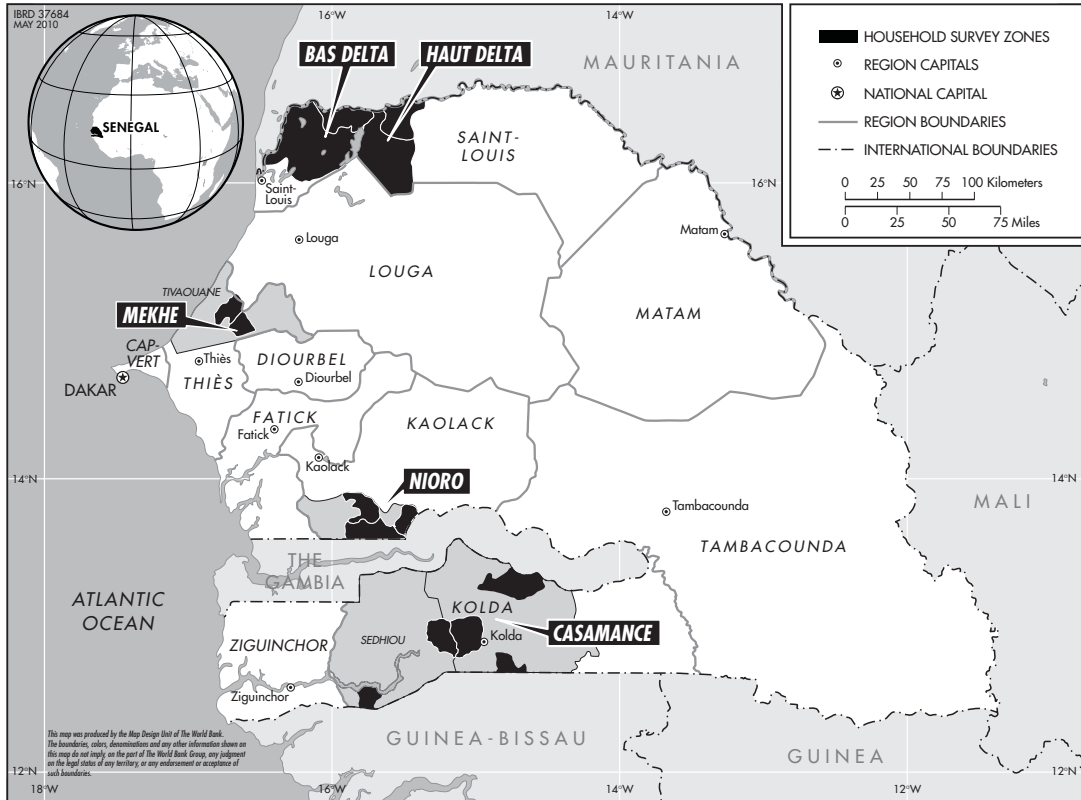 IBRD 37684
MAY 2010
SENEGAL
16°W
14°W
BAS DELTA
HAUT DELTA
MAURITANIA
HOUSEHOLD SURVEY ZONES
REGION CAPITALS
NATIONAL CAPITAL
REGION BOUNDARIES
INTERNATIONAL BOUNDARIES
0 25 50 75 100 Kilometers
0 25 50 75 Miles
SAINT-
LOUIS
16°N
16°N
Saint-
Louis
Louga
Matam
LOUGA
TIVAOUANE
MEKHE
MATAM
CAP-
VERT
Thiès
DIOURBEL
THIÈS
Diourbel
DAKAR
FATICK
Fatick
KAOLACK
Kaolack
NIORO
14°N
14°N
MALI
Tambacounda
TAMBACOUNDA
THE
GAMBIA
ATLANTIC
OCEAN
KOLDA
ZIGUINCHOR
SEDHIOU
Kolda
CASAMANCE
Ziguinchor
GUINEA-BISSAU
GUINEA
This map was produced by the Map Design Unit of The World Bank.
The boundaries, colors, denominations and any other information shown on
this map do not imply, on the part of The World Bank Group, any judgment
on the legal status of any territory, or any endorsement or acceptance of
such boundaries.
12°N
12°N
18°W
16°W
14°W
12°W